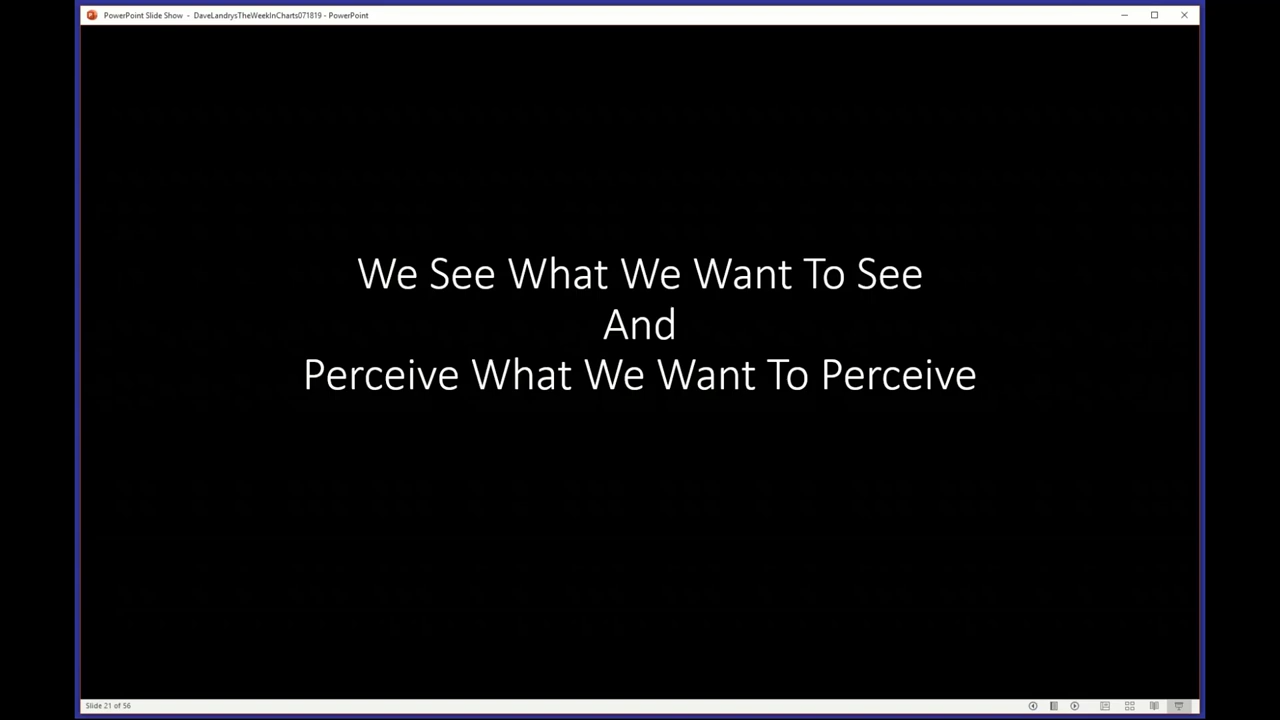 PowerPoint Slide Show - DaveLandrysTheWeekInCharts071819 - PowerPoint
We See What We Want To See
And
Perceive What We Want To Perceive
Slide 21 of 56